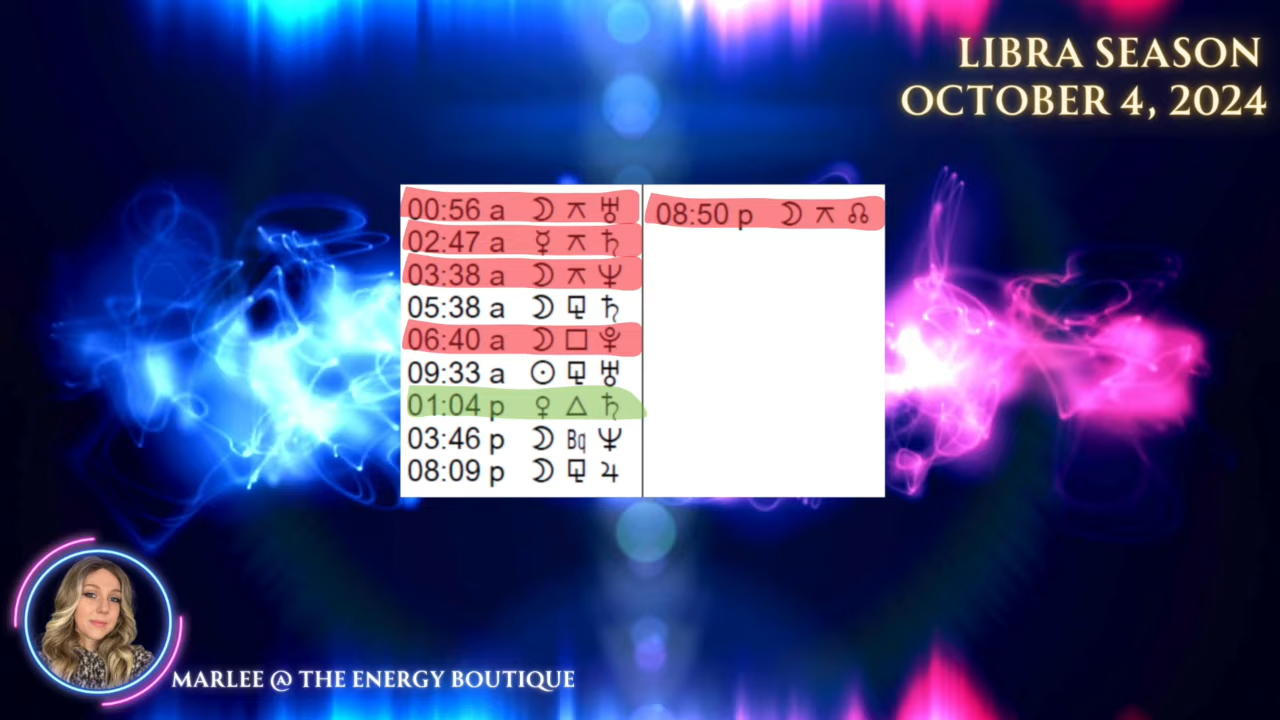 LIBRA SEASON
OCTOBER 4, 2024
00:56 a ☽ ⚻ ♅
02:47 a ☿ ⚻ ♄
03:38 a ☽ ⚻ ♆
05:38 a ☽ ⚼ ♄
06:40 a ☽ □ ♇
09:33 a ☉ ⚼ ♅
01:04 p ♀ △ ♄
03:46 p ☽ Bq ♆
08:09 p ☽ ⚼ ♃
08:50 p ☽ ⚻ ☊
MARLEE @ THE ENERGY BOUTIQUE